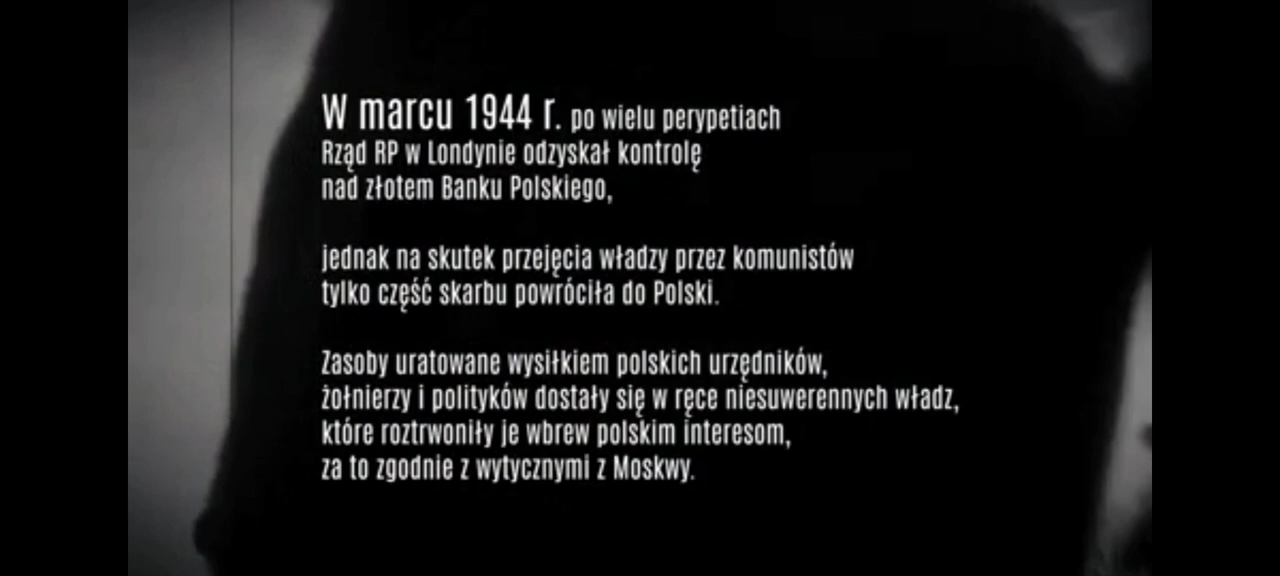 W marcu 1944 r. po wielu perypetiach
Rząd RP w Londynie odzyskał kontrolę
nad złotem Banku Polskiego,
jednak na skutek przejęcia władzy przez komunistów
tylko część skarbu powróciła do Polski.
Zasoby uratowane wysiłkiem polskich urzędników,
żołnierzy i polityków dostały się w ręce niesuwerennych władz,
które roztrwoniły je wbrew polskim interesom,
za to zgodnie z wytycznymi z Moskwy.